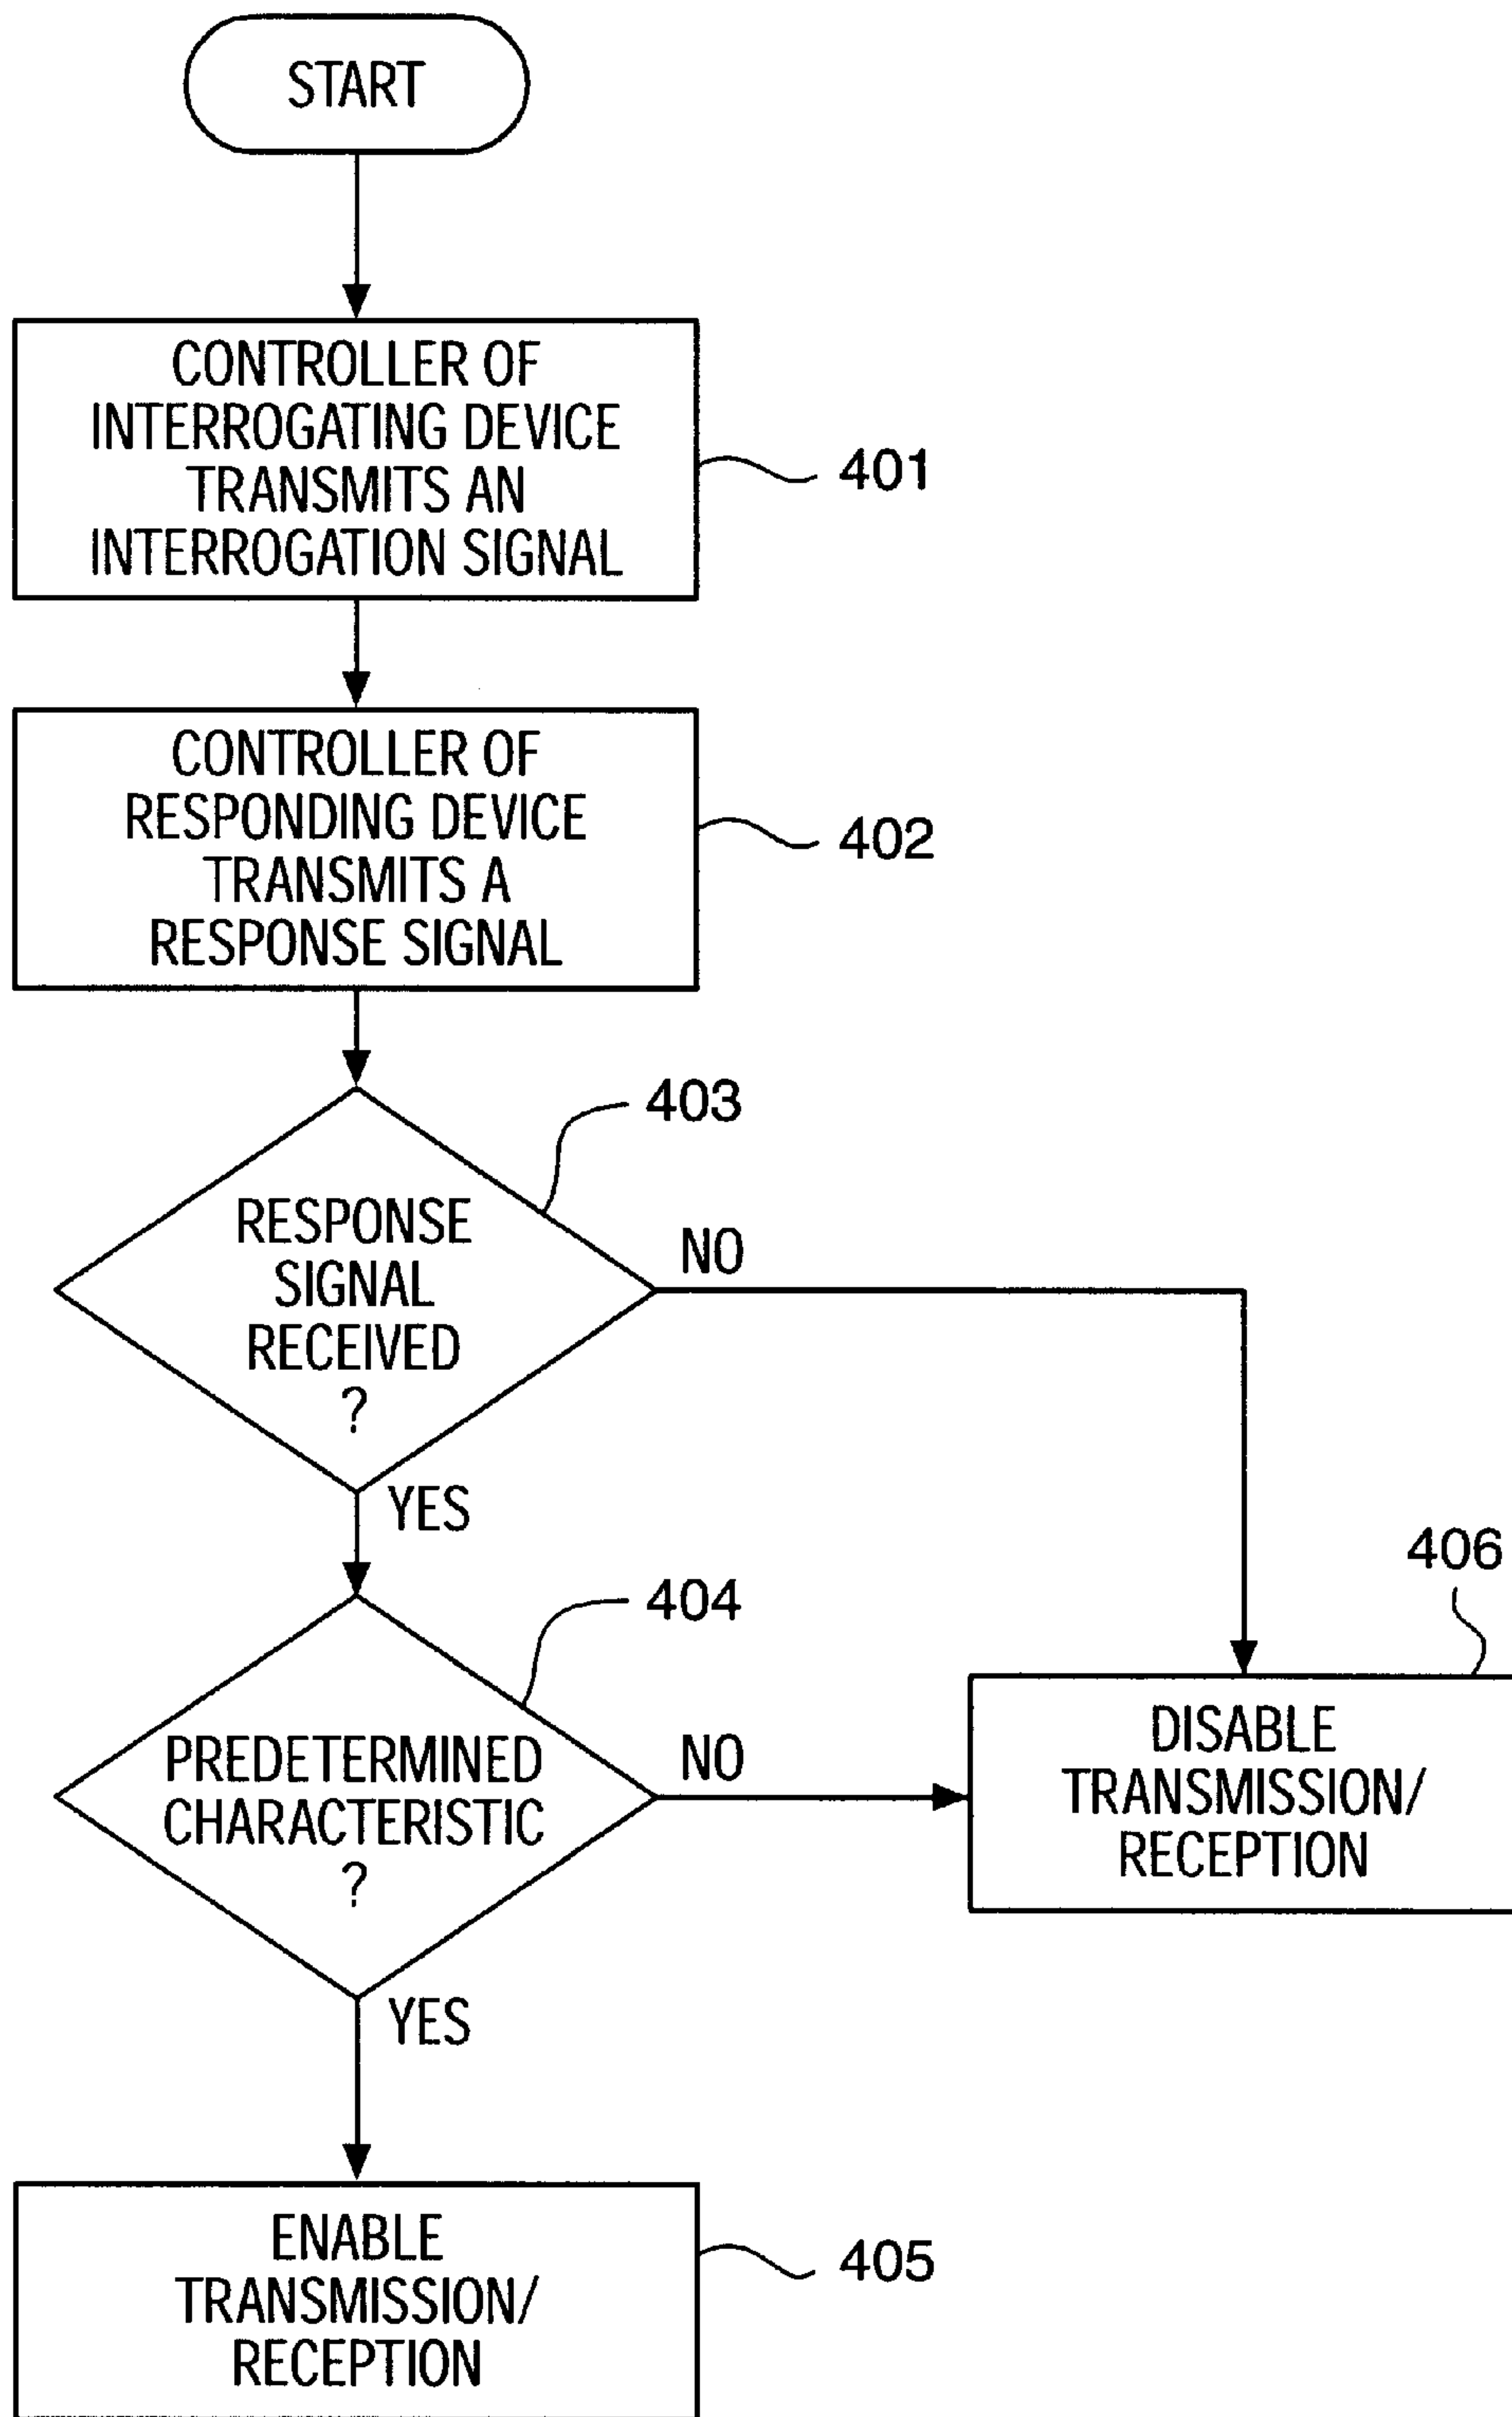 START
CONTROLLER OF
INTERROGATING DEVICE
TRANSMITS AN
INTERROGATION SIGNAL
401
CONTROLLER OF
RESPONDING DEVICE
TRANSMITS A
RESPONSE SIGNAL
402
403
RESPONSE
SIGNAL
RECEIVED
?
NO
YES
404
PREDETERMINED
CHARACTERISTIC
?
NO
YES
406
DISABLE
TRANSMISSION/
RECEPTION
ENABLE
TRANSMISSION/
RECEPTION
405